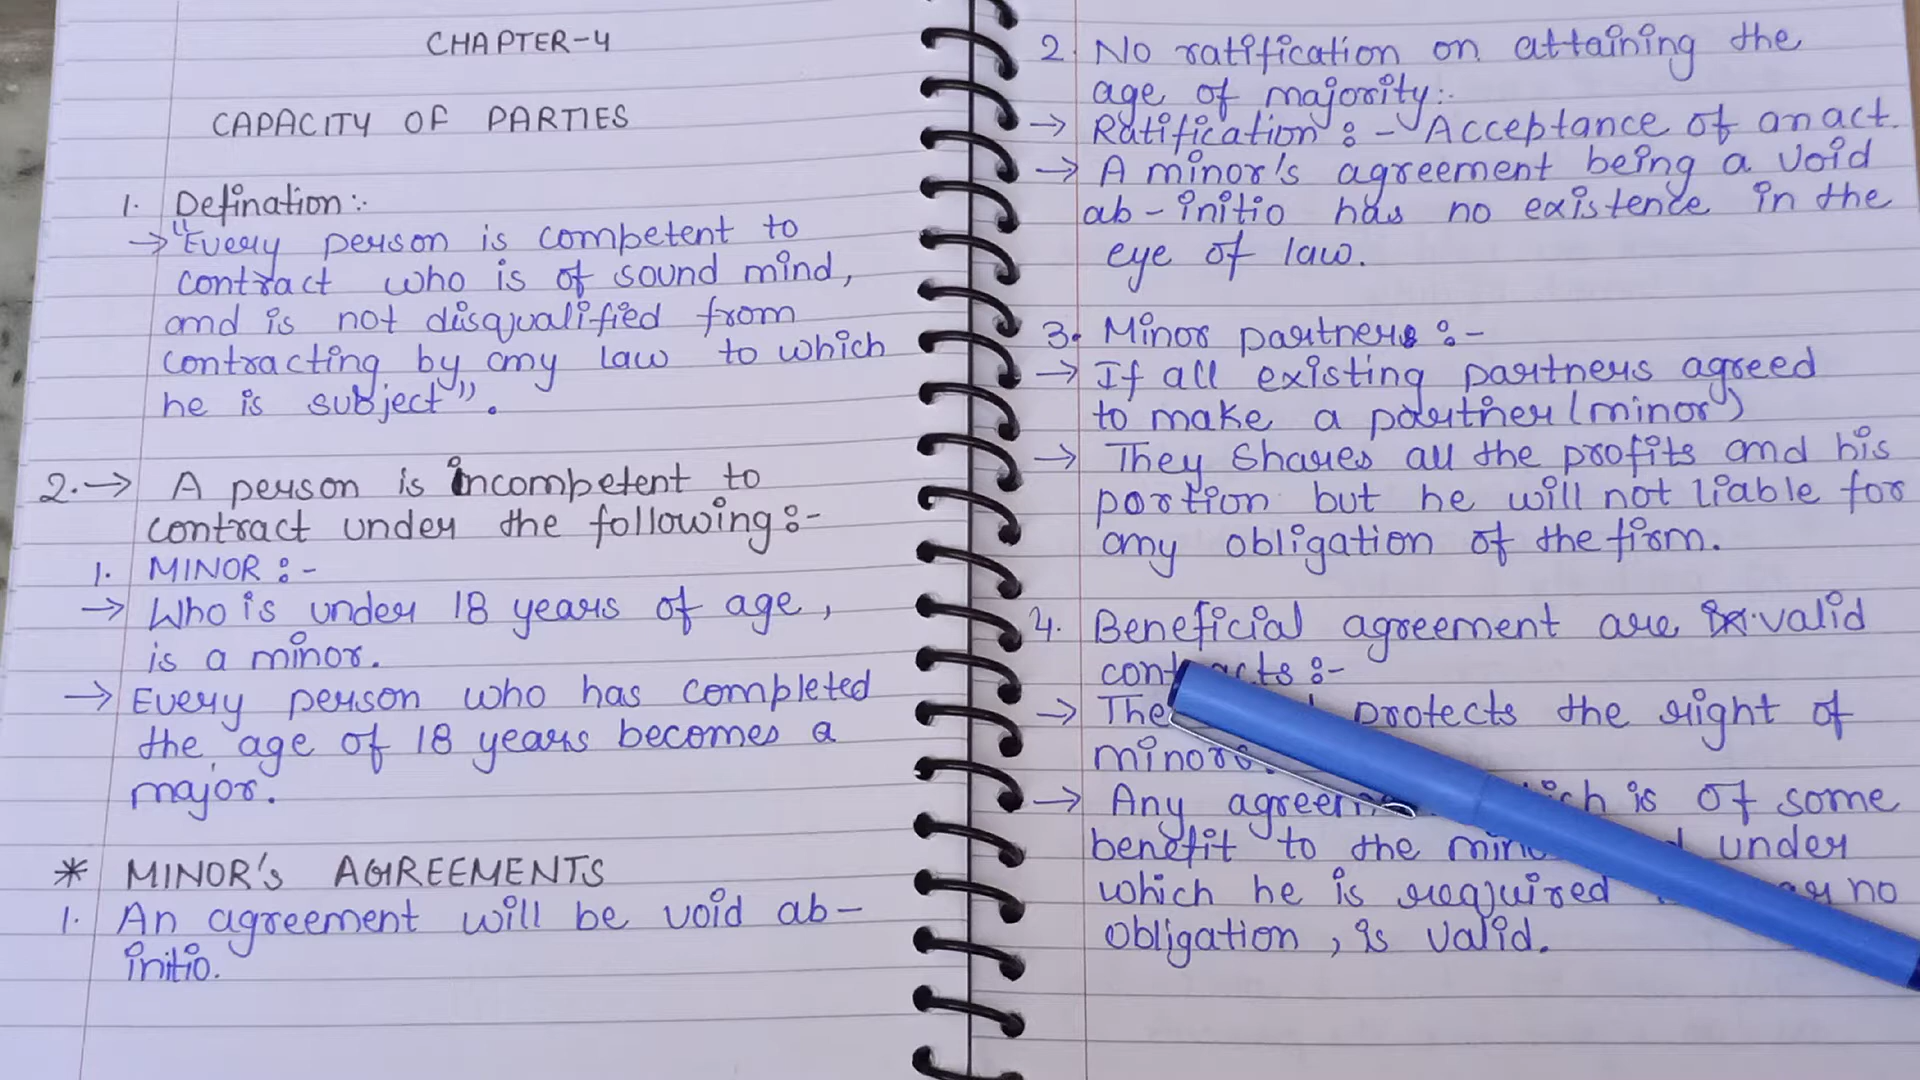 CHAPTER-4
CAPACITY OF PARTIES
1. Defination:-
→ "Every person is competent to
contract who is of sound mind,
and is not disqualified from
contracting by any law to which
he is subject".
2.→ A person is incompetent to
contract under the following:-
1. MINOR:-
→ Who is under 18 years of age,
is a minor.
→ Every person who has completed
the age of 18 years becomes a
major.
* MINOR's AGREEMENTS
1. An agreement will be void ab-
initio.
2. No ratification on attaining the
age of majority:-
→ Ratification:- Acceptance of an act.
→ A minor's agreement being a void
ab-initio has no existence in the
eye of law.
3. Minor partners:-
→ If all existing partners agreed
to make a partner (minor)
→ They shares all the profits and his
portion but he will not liable for
any obligation of the firm.
4. Beneficial agreement are valid
contracts:-
→ The protects the right of
minors.
→ Any agreement which is of some
benefit to the minor under
which he is required no
obligation, is valid.